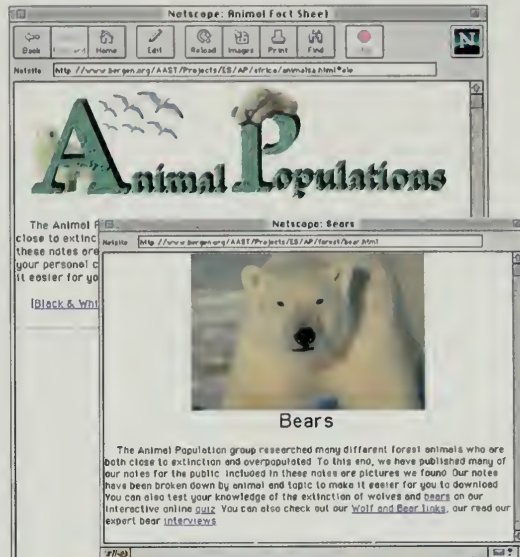 Netscape: Animal Fact Sheet
Back
Home
Edit
Reload
Images
Print
Find
N
Netsite http://www.bergen.org/AAST/Projects/ES/AP/africa/animalsa.html#ele
Animal Populations
The Animal
close to extinc
these notes are
your personal c
it easier for yo
[Black & Whi
Netscape: Bears
Netsite http://www.bergen.org/AAST/Projects/ES/AP/forest/bear.html
Bears
The Animal Population group researched many different forest animals who are
both close to extinction and overpopulated. To this end, we have published many of
our notes for the public. Included in these notes are pictures we found. Our notes
have been broken down by animal and topic to make it easier for you to download.
You can also test your knowledge of the extinction of wolves and bears on our
interactive online quiz. You can also check out our Wolf and Bear links, our read our
expert bear interviews